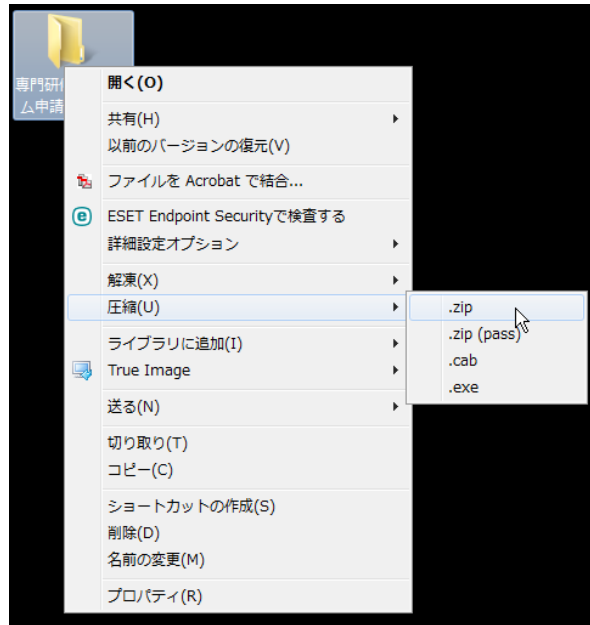 専門研
ム申請
開く(O)
共有(H)
以前のバージョンの復元(V)
ファイルを Acrobat で結合...
ESET Endpoint Securityで検査する
詳細設定オプション
解凍(X)
圧縮(U)
.zip
.zip (pass)
.cab
.exe
ライブラリに追加(I)
True Image
送る(N)
切り取り(T)
コピー(C)
ショートカットの作成(S)
削除(D)
名前の変更(M)
プロパティ(R)